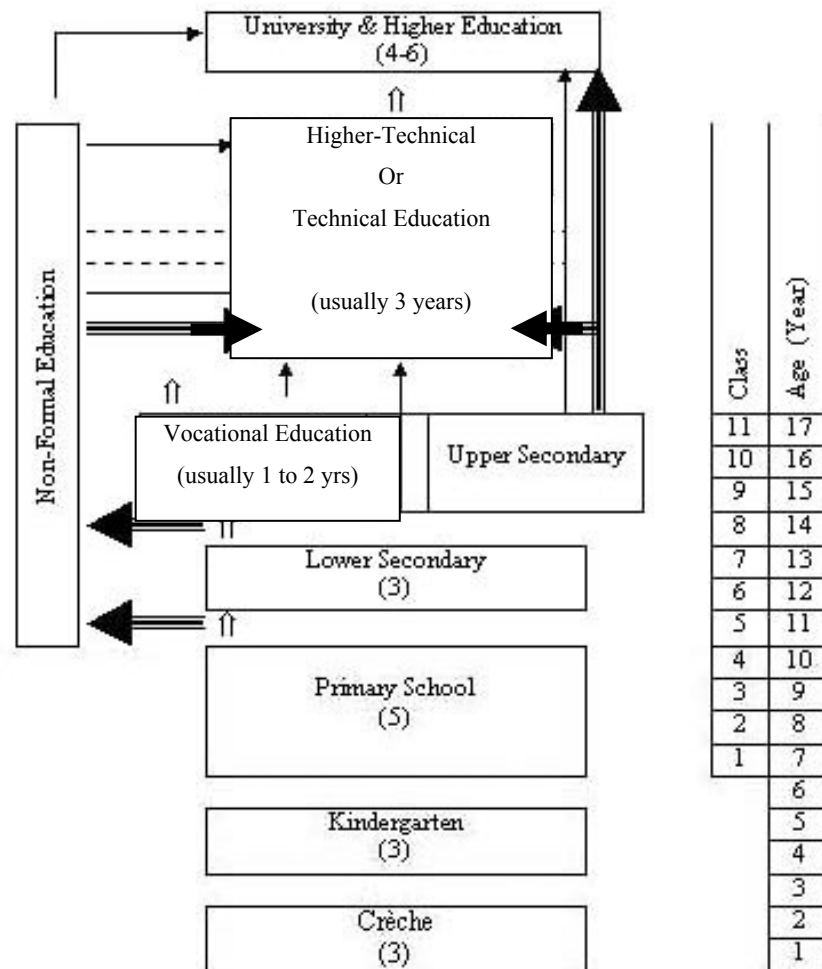 University & Higher Education
(4-6)
Higher-Technical
Or
Technical Education
(usually 3 years)
Non-Formal Education
Vocational Education
(usually 1 to 2 yrs)
Upper Secondary
Lower Secondary
(3)
Primary School
(5)
Kindergarten
(3)
Crèche
(3)
Class Age (Year)
11 17
10 16
9 15
8 14
7 13
6 12
5 11
4 10
3 9
2 8
1 7
6
5
4
3
2
1